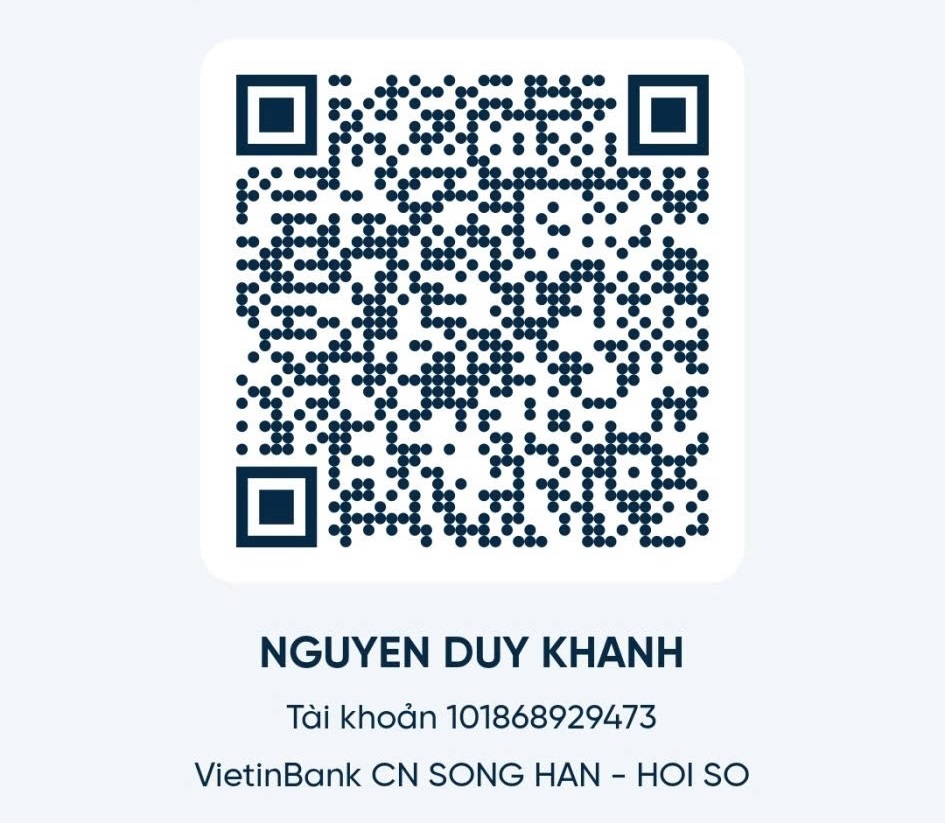 NGUYEN DUY KHANH
Tài khoản 101868929473
VietinBank CN SONG HAN - HOI SO